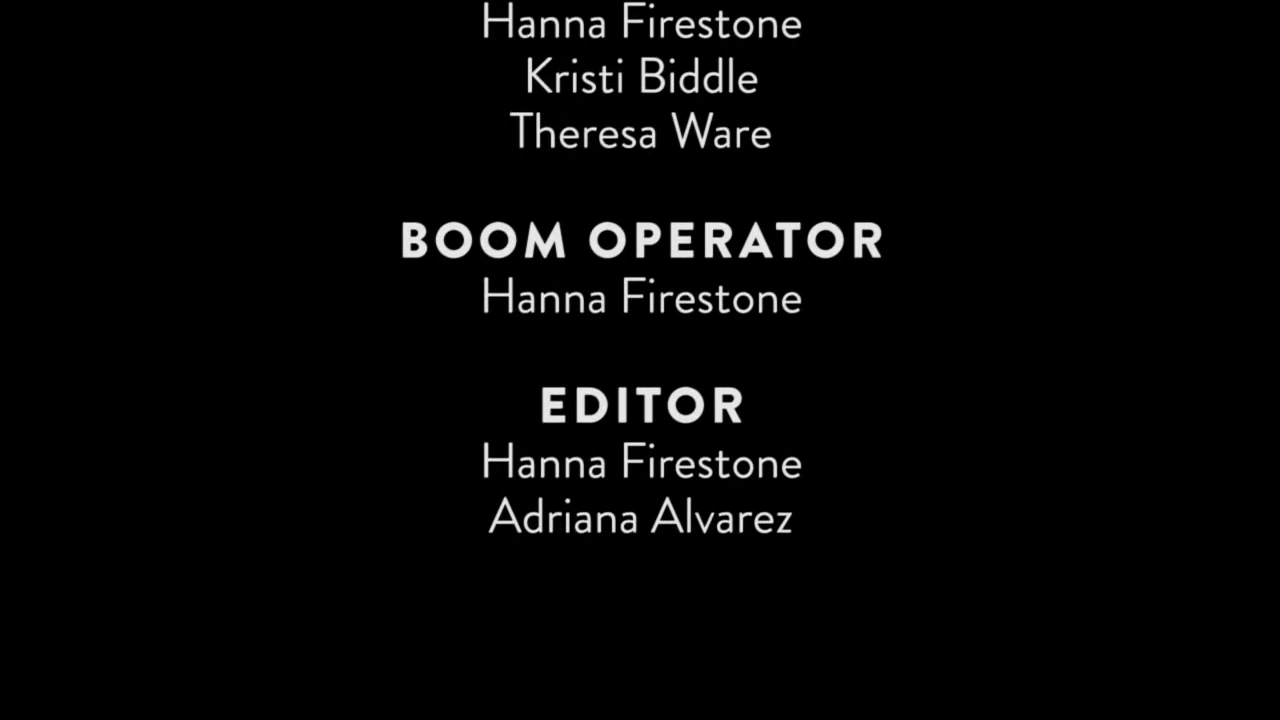 Hanna Firestone
Kristi Biddle
Theresa Ware
BOOM OPERATOR
Hanna Firestone
EDITOR
Hanna Firestone
Adriana Alvarez